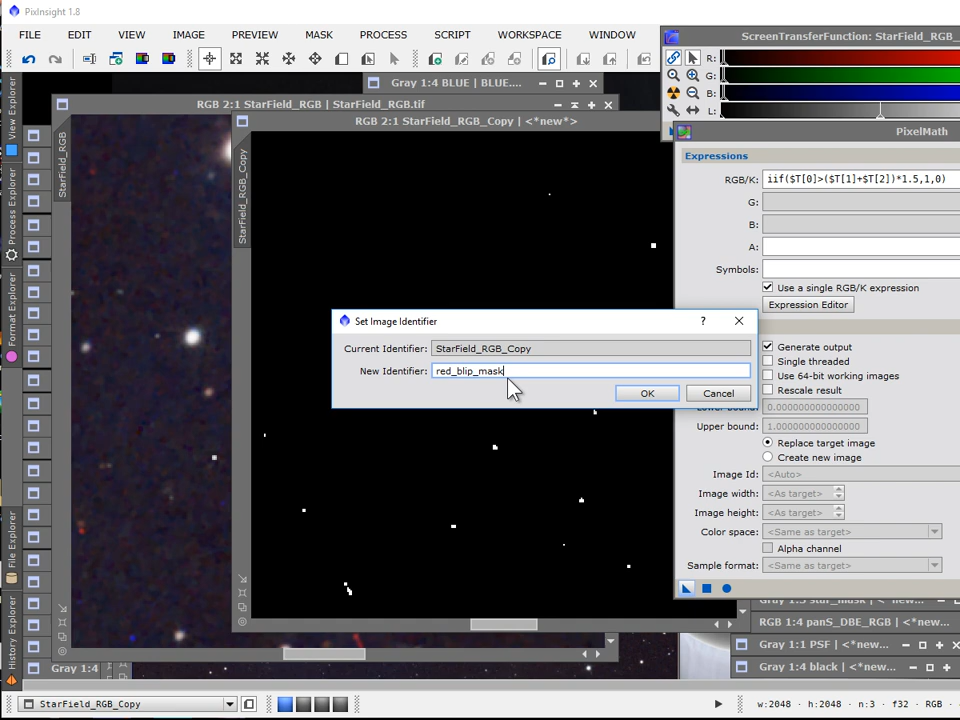 PixInsight 1.8
FILE EDIT VIEW IMAGE PREVIEW MASK PROCESS SCRIPT WORKSPACE WINDOW
View Explorer
Process Explorer
Format Explorer
File Explorer
History Explorer
Gray 1:4 BLUE | BLUE....
RGB 2:1 StarField_RGB | StarField_RGB.tif
StarField_RGB
RGB 2:1 StarField_RGB_Copy | <*new*>
StarField_RGB_Copy
ScreenTransferFunction: StarField_RGB_
R:
G:
B:
L:
PixelMath
Expressions
RGB/K: iif($T[0]>($T[1]+$T[2])*1.5,1,0)
G:
B:
A:
Symbols:
Use a single RGB/K expression
Expression Editor
Set Image Identifier
?
Current Identifier: StarField_RGB_Copy
New Identifier: red_blip_mask
OK Cancel
Generate output
Single threaded
Use 64-bit working images
Rescale result
0.000000000000000
Upper bound: 1.000000000000000
Replace target image
Create new image
Image Id: <Auto>
Image width: <As target>
Image height: <As target>
Color space: <Same as target>
Alpha channel
Sample format: <Same as target>
RGB 1:4 panS_DBE_RGB | <*new...
Gray 1:1 PSF | <*new...
Gray 1:4 black | <*new...
Gray 1:4
StarField_RGB_Copy
w:2048 · h:2048 · n:3 · f32 · RGB ·